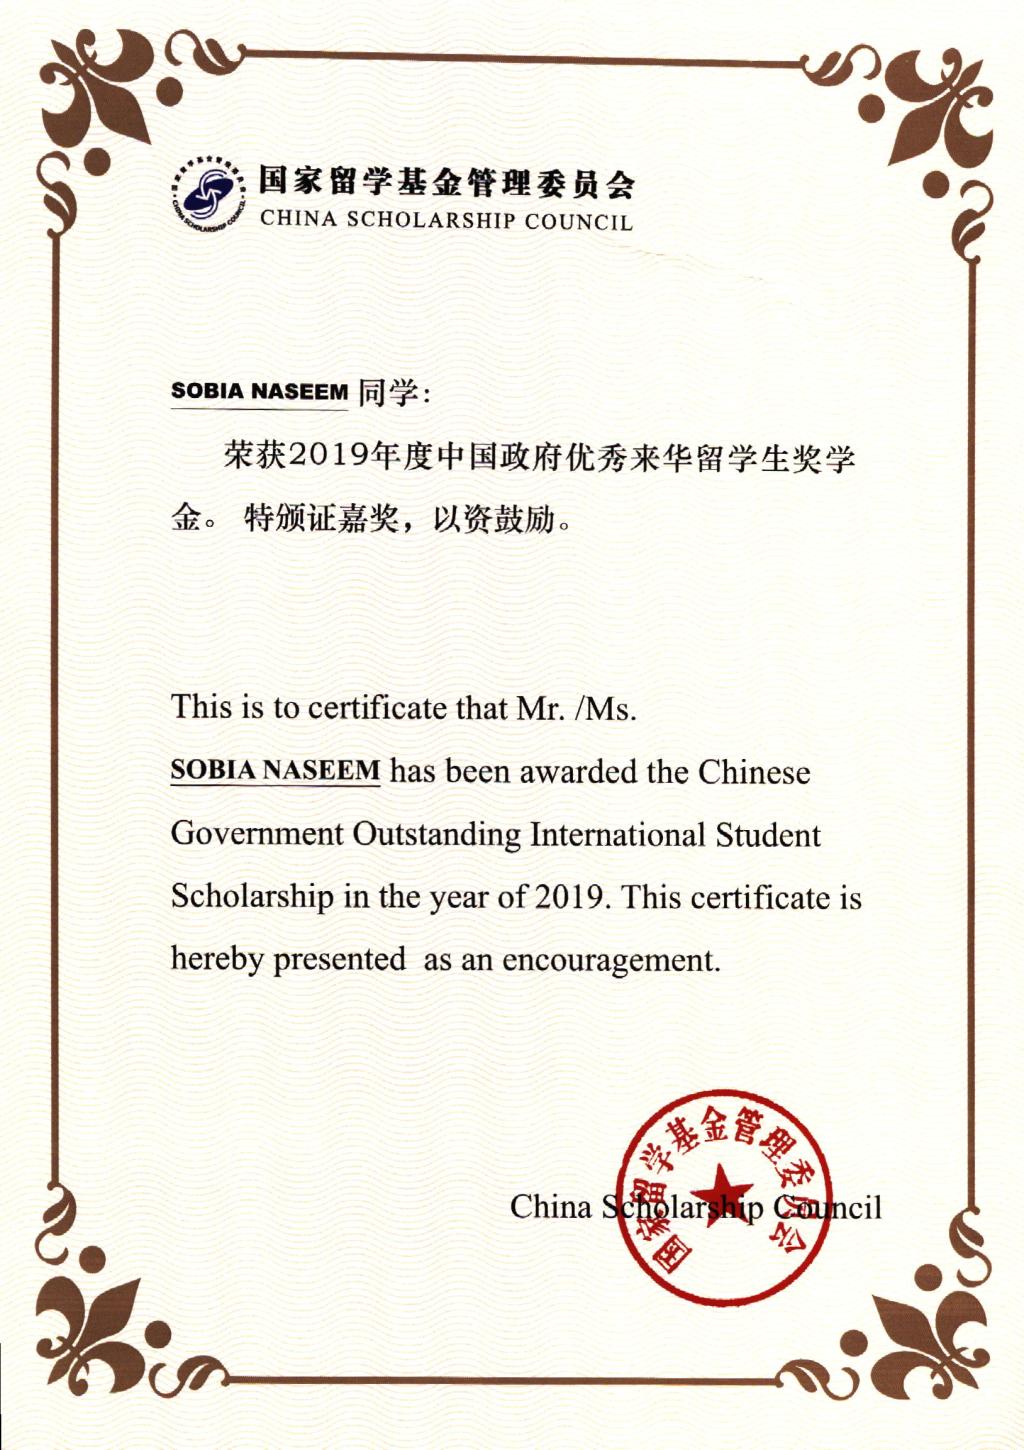 国家留学基金管理委员会
CHINA SCHOLARSHIP COUNCIL
SOBIA NASEEM 同学:
荣获2019年度中国政府优秀来华留学生奖学
金。 特颁证嘉奖，以资鼓励。
This is to certificate that Mr. /Ms.
SOBIA NASEEM has been awarded the Chinese
Government Outstanding International Student
Scholarship in the year of 2019. This certificate is
hereby presented as an encouragement.
国家留学基金管理委员会
China Scholarship Council